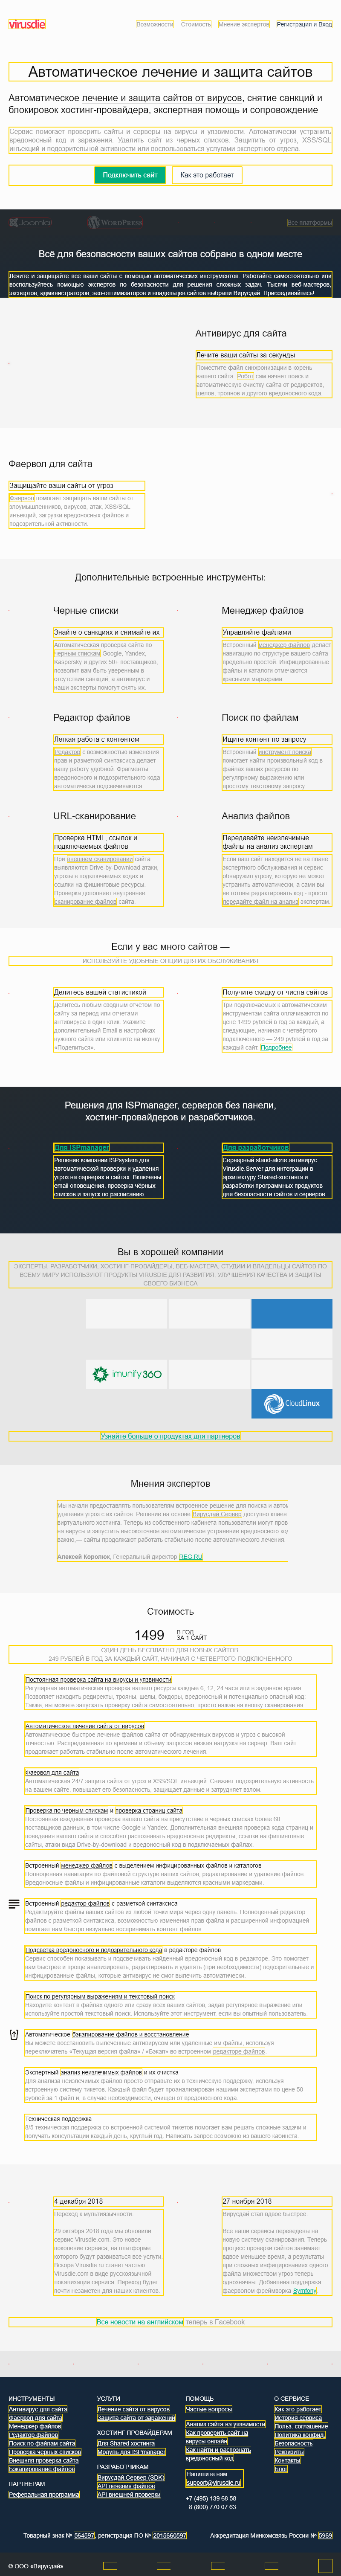 virusdie
Возможности Стоимость Мнение экспертов Регистрация и Вход
Автоматическое лечение и защита сайтов
Автоматическое лечение и защита сайтов от вирусов, снятие санкций и
блокировок хостинг-провайдера, экспертная помощь и сопровождение
Сервис помогает проверить сайты и серверы на вирусы и уязвимости. Автоматически устранить
вредоносный код и заражения. Удалить сайт из черных списков. Защитить от угроз, XSS/SQL
инъекций и подозрительной активности или воспользоваться услугами экспертного отдела.
Подключить сайт Как это работает
Joomla! WordPress Все платформы
Всё для безопасности ваших сайтов собрано в одном месте
Лечите и защищайте все ваши сайты с помощью автоматических инструментов. Работайте самостоятельно или
воспользуйтесь помощью экспертов по безопасности для решения сложных задач. Тысячи веб-мастеров,
экспертов, администраторов, seo-оптимизаторов и владельцев сайтов выбрали Вирусдай. Присоединяйтесь!
Антивирус для сайта
Лечите ваши сайты за секунды
Поместите файл синхронизации в корень
вашего сайта. Робот сам начнет поиск и
автоматическую очистку сайта от редиректов,
шелов, троянов и другого вредоносного кода.
Фаервол для сайта
Защищайте ваши сайты от угроз
Фаервол помогает защищать ваши сайты от
злоумышленников, вирусов, атак, XSS/SQL
инъекций, загрузки вредоносных файлов и
подозрительной активности.
Дополнительные встроенные инструменты:
Черные списки
Знайте о санкциях и снимайте их
Автоматическая проверка сайта по
черным спискам Google, Yandex,
Kaspersky и других 50+ поставщиков,
позволит вам быть уверенным в
отсутствии санкций, а антивирус и
наши эксперты помогут снять их.
Менеджер файлов
Управляйте файлами
Встроенный менеджер файлов делает
навигацию по структуре вашего сайта
предельно простой. Инфицированные
файлы и каталоги отмечаются
красными маркерами.
Редактор файлов
Легкая работа с контентом
Редактор с возможностью изменения
прав и разметкой синтаксиса делает
вашу работу удобной. Фрагменты
вредоносного и подозрительного кода
автоматически подсвечиваются.
Поиск по файлам
Ищите контент по запросу
Встроенный инструмент поиска
помогает найти произвольный код в
файлах ваших ресурсов по
регулярному выражению или
простому текстовому запросу.
URL-сканирование
Проверка HTML, ссылок и
подключаемых файлов
При внешнем сканировании сайта
выявляются Drive-by-Download атаки,
угрозы в подключаемых кодах и
ссылки на фишинговые ресурсы.
Проверка дополняет внутреннее
сканирование файлов сайта.
Анализ файлов
Передавайте неизлечимые
файлы на анализ экспертам
Если ваш сайт находится не на плане
экспертного обслуживания и сервис
обнаружил угрозу, которую не может
устранить автоматически, а сами вы
не готовы редактировать код - просто
передайте файл на анализ экспертам.
Если у вас много сайтов —
ИСПОЛЬЗУЙТЕ УДОБНЫЕ ОПЦИИ ДЛЯ ИХ ОБСЛУЖИВАНИЯ
Делитесь вашей статистикой
Делитесь любым сводным отчётом по
сайту за период или отчетами
антивируса в один клик. Укажите
дополнительный Email в настройках
нужного сайта или кликните на иконку
«Поделиться».
Получите скидку от числа сайтов
Три подключенных к автоматическим
инструментам сайта оплачиваются по
цене 1499 рублей в год за каждый, а
следующие, начиная с четвёртого
подключенного — 249 рублей в год за
каждый сайт. Подробнее
Решения для ISPmanager, серверов без панели,
хостинг-провайдеров и разработчиков.
Для ISPmanager
Решение компании ISPsystem для
автоматической проверки и удаления
угроз на серверах и сайтах. Включены
email оповещения, проверка чёрных
списков и запуск по расписанию.
Для разработчиков
Серверный stand-alone антивирус
Virusdie.Server для интеграции в
архитектуру Shared-хостинга и
разработки программных продуктов
для безопасности сайтов и серверов.
Вы в хорошей компании
ЭКСПЕРТЫ, РАЗРАБОТЧИКИ, ХОСТИНГ-ПРОВАЙДЕРЫ, ВЕБ-МАСТЕРА, СТУДИИ И ВЛАДЕЛЬЦЫ САЙТОВ ПО
ВСЕМУ МИРУ ИСПОЛЬЗУЮТ ПРОДУКТЫ VIRUSDIE ДЛЯ РАЗВИТИЯ, УЛУЧШЕНИЯ КАЧЕСТВА И ЗАЩИТЫ
СВОЕГО БИЗНЕСА
imunify360
CloudLinux
Узнайте больше о продуктах для партнёров
Мнения экспертов
Мы начали предоставлять пользователям встроенное решение для поиска и автом
удаление угроз с их сайтов. Решение на основе Вирусдай.Сервер доступно клиент
виртуального хостинга. Теперь из собственного кабинета пользователи могут пров
на вирусы и запустить высокоточное автоматическое устранение вредоносного код
важно,— сайты продолжают работать стабильно после автоматического лечения.
Алексей Королюк, Генеральный директор REG.RU
Стоимость
1499 В ГОД
ЗА 1 САЙТ
ОДИН ДЕНЬ БЕСПЛАТНО ДЛЯ НОВЫХ САЙТОВ
249 РУБЛЕЙ В ГОД ЗА КАЖДЫЙ САЙТ, НАЧИНАЯ С ЧЕТВЕРТОГО ПОДКЛЮЧЕННОГО
Постоянная проверка сайта на вирусы и уязвимости
Регулярная автоматическая проверка вашего ресурса каждые 6, 12, 24 часа или в заданное время.
Позволяет находить редиректы, трояны, шелы, бэкдоры, вредоносный и потенциально опасный код.
Также, вы можете запускать проверку сайта самостоятельно, просто нажав на кнопку сканирования.
Автоматическое лечение сайта от вирусов
Автоматическое быстрое лечение файлов сайта от обнаруженных вирусов и угроз с высокой
точностью. Распределенная по времени и объему запросов низкая нагрузка на сервер. Ваш сайт
продолжает работать стабильно после автоматического лечения.
Фаервол для сайта
Автоматическая 24/7 защита сайта от угроз и XSS/SQL инъекций. Снижает подозрительную активность
на вашем сайте, повышает его безопасность, защищает данные и затрудняет взлом.
Проверка по черным спискам и проверка страниц сайта
Постоянная ежедневная проверка вашего сайта на присутствие в черных списках более 60
поставщиков данных, в том числе Google и Yandex. Дополнительная внешняя проверка кода страниц и
поведения вашего сайта и способно распознавать вредоносные редиректы, ссылки на фишинговые
сайты, атаки вида Drive-by-download и вредоносный код в подключаемых файлах.
Встроенный менеджер файлов с выделением инфицированных файлов и каталогов
Полноценная навигация по файловой структуре ваших сайтов, редактирование и удаление файлов.
Вредоносные файлы и инфицированные каталоги выделяются красными маркерами.
Встроенный редактор файлов с разметкой синтаксиса
Редактируйте файлы ваших сайтов из любой точки мира через одну панель. Полноценный редактор
файлов с разметкой синтаксиса, возможностью изменения прав файла и расширенной информацией
помогает вам быстро визуально воспринимать контент файлов.
Подсветка вредоносного и подозрительного кода в редакторе файлов
Сервис способен показывать и подсвечивать найденный вредоносный код в редакторе. Это помогает
вам быстрее и проще анализировать, редактировать и удалять (при необходимости) подозрительные и
инфицированные файлы, которые антивирус не смог вылечить автоматически.
Поиск по регулярным выражениям и текстовый поиск
Находите контент в файлах одного или сразу всех ваших сайтов, задав регулярное выражение или
используйте простой текстовый поиск. Используйте этот инструмент, если вы опытный пользователь.
Автоматическое бэкапирование файлов и восстановление
Вы можете восстановить вылеченные антивирусом или удаленные им файлы, используя
переключатель «Текущая версия файла» / «Бэкап» во встроенном редакторе файлов.
Экспертный анализ неизлечимых файлов и их очистка
Для анализа неизлечимых файлов просто отправьте их в техническую поддержку, используя
встроенную систему тикетов. Каждый файл будет проанализирован нашими экспертами по цене 50
рублей за 1 файл и, в случае необходимости, очищен от вредоносного кода.
Техническая поддержка
8/5 техническая поддержка со встроенной системой тикетов помогает вам решать сложные задачи и
получать консультации каждый день, круглый год. Написать запрос возможно из вашего кабинета.
4 декабря 2018
Переход к мультиязычности.
29 октября 2018 года мы обновили
сервис Virusdie.com. Это новое
поколение сервиса, на платформе
которого будут развиваться все услуги.
Вскоре Virusdie.ru станет частью
Virusdie.com в виде русскоязычной
локализации сервиса. Переход будет
почти незаметен для наших клиентов.
27 ноября 2018
Вирусдай стал вдвое быстрее.
Все наши сервисы переведены на
новую систему сканирования. Теперь
процесс проверки сайтов занимает
вдвое меньшее время, а результаты
при сложных инфицированиях одного
файла множеством угроз теперь
однозначны. Добавлена поддержка
фаерволом фреймворка Symfony.
Все новости на английском теперь в Facebook
ИНСТРУМЕНТЫ
Антивирус для сайта
Фаервол для сайта
Менеджер файлов
Редактор файлов
Поиск по файлам сайта
Проверка черных списков
Внешняя проверка сайта
Бэкапирование файлов
ПАРТНЕРАМ
Реферальная программа
УСЛУГИ
Лечение сайта от вирусов
Защита сайта от заражений
ХОСТИНГ ПРОВАЙДЕРАМ
Для Shared хостинга
Модуль для ISPmanager
РАЗРАБОТЧИКАМ
Вирусдай.Сервер (SDK)
API лечения файлов
API внешней проверки
ПОМОЩЬ
Частые вопросы
Анализ сайта на уязвимости
Как проверить сайт на
вирусы онлайн
Как найти и распознать
вредоносный код
Напишите нам:
support@virusdie.ru
+7 (495) 139 68 58
8 (800) 770 07 63
О СЕРВИСЕ
Как это работает!
История сервиса
Польз. соглашение
Политика конфид.
Безопасность
Реквизиты
Контакты
Блог
Товарный знак № 564597, регистрация ПО № 2015660597 Аккредитация Минкомсвязь России № 5969
© ООО «Вирусдай»